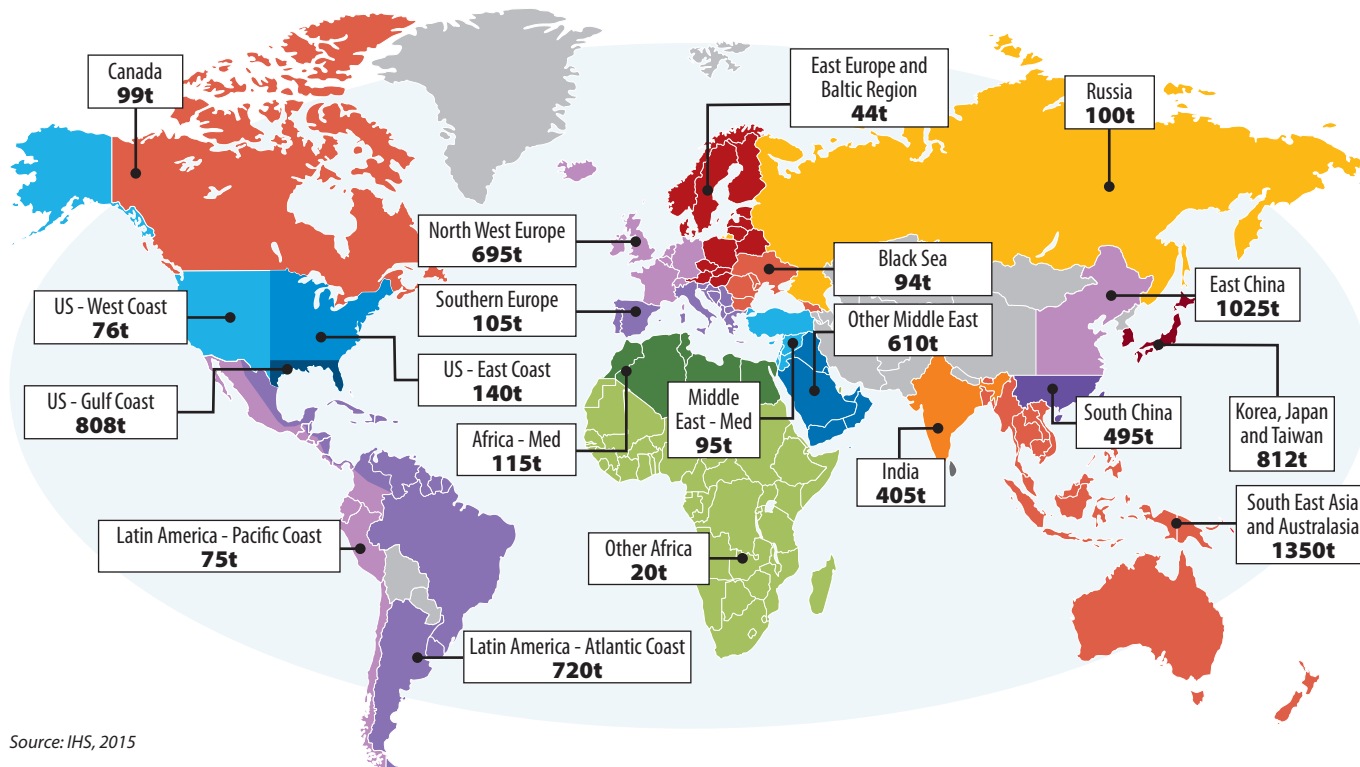 Canada
99t
East Europe and
Baltic Region
44t
Russia
100t
North West Europe
695t
Black Sea
94t
East China
1025t
US - West Coast
76t
Southern Europe
105t
Other Middle East
610t
US - East Coast
140t
US - Gulf Coast
808t
Middle
East - Med
95t
South China
495t
Korea, Japan
and Taiwan
812t
Africa - Med
115t
India
405t
South East Asia
and Australasia
1350t
Latin America - Pacific Coast
75t
Other Africa
20t
Latin America - Atlantic Coast
720t
Source: IHS, 2015